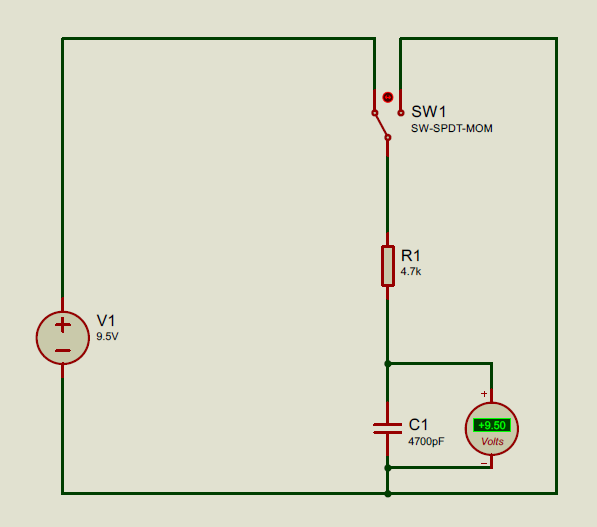 SW1
SW-SPDT-MOM
R1
4.7k
V1
9.5V
+
+9.50
Volts
C1
4700pF